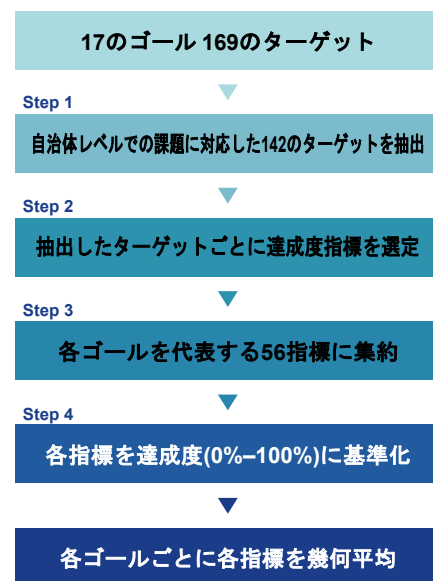 17のゴール 169のターゲット
Step 1
自治体レベルでの課題に対応した142のターゲットを抽出
Step 2
抽出したターゲットごとに達成度指標を選定
Step 3
各ゴールを代表する56指標に集約
Step 4
各指標を達成度(0%–100%)に基準化
各ゴールごとに各指標を幾何平均